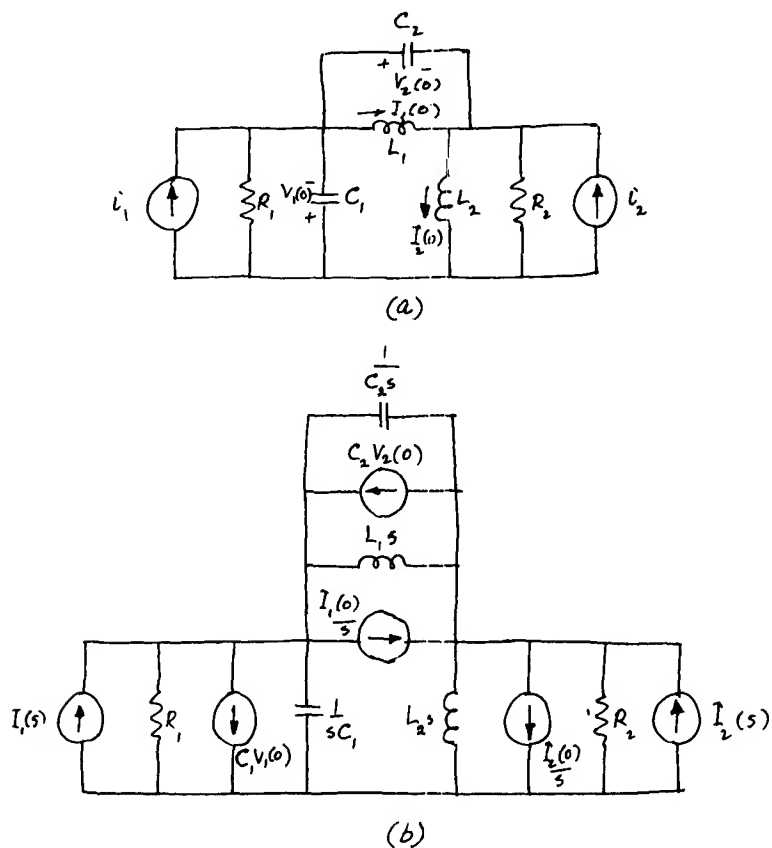 C₂
+
V₂(0̄)
→ I₁(0)
L₁
i₁
R₁
V₁(0̄)
+
C₁
L₂
I₂(0)
R₂
i₂
(a)
1/C₂s
C₂V₂(0)
L₁s
I₁(0)/s
I₁(s)
R₁
C₁V₁(0)
1/sC₁
L₂s
I₂(0)/s
R₂
I₂(s)
(b)